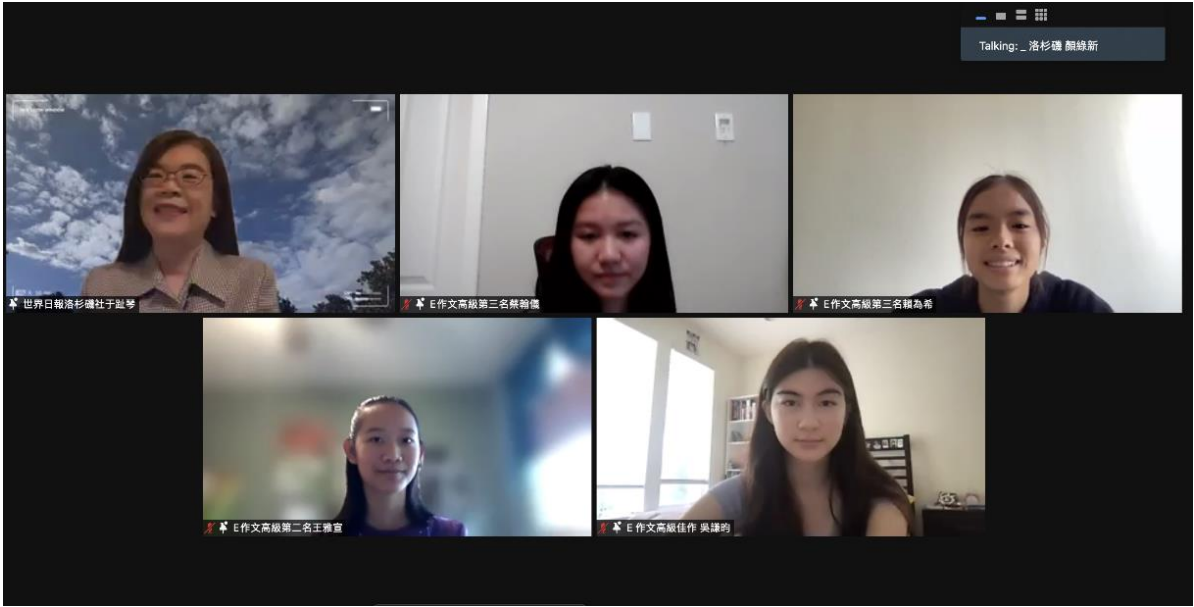 Talking: _ 洛杉磯 顏綠新
世界日報洛杉磯社于趾琴
E作文高級第三名蔡翰儀
E作文高級第三名賴為希
E作文高級第二名王雅宣
E 作文高級佳作 吳謙昀